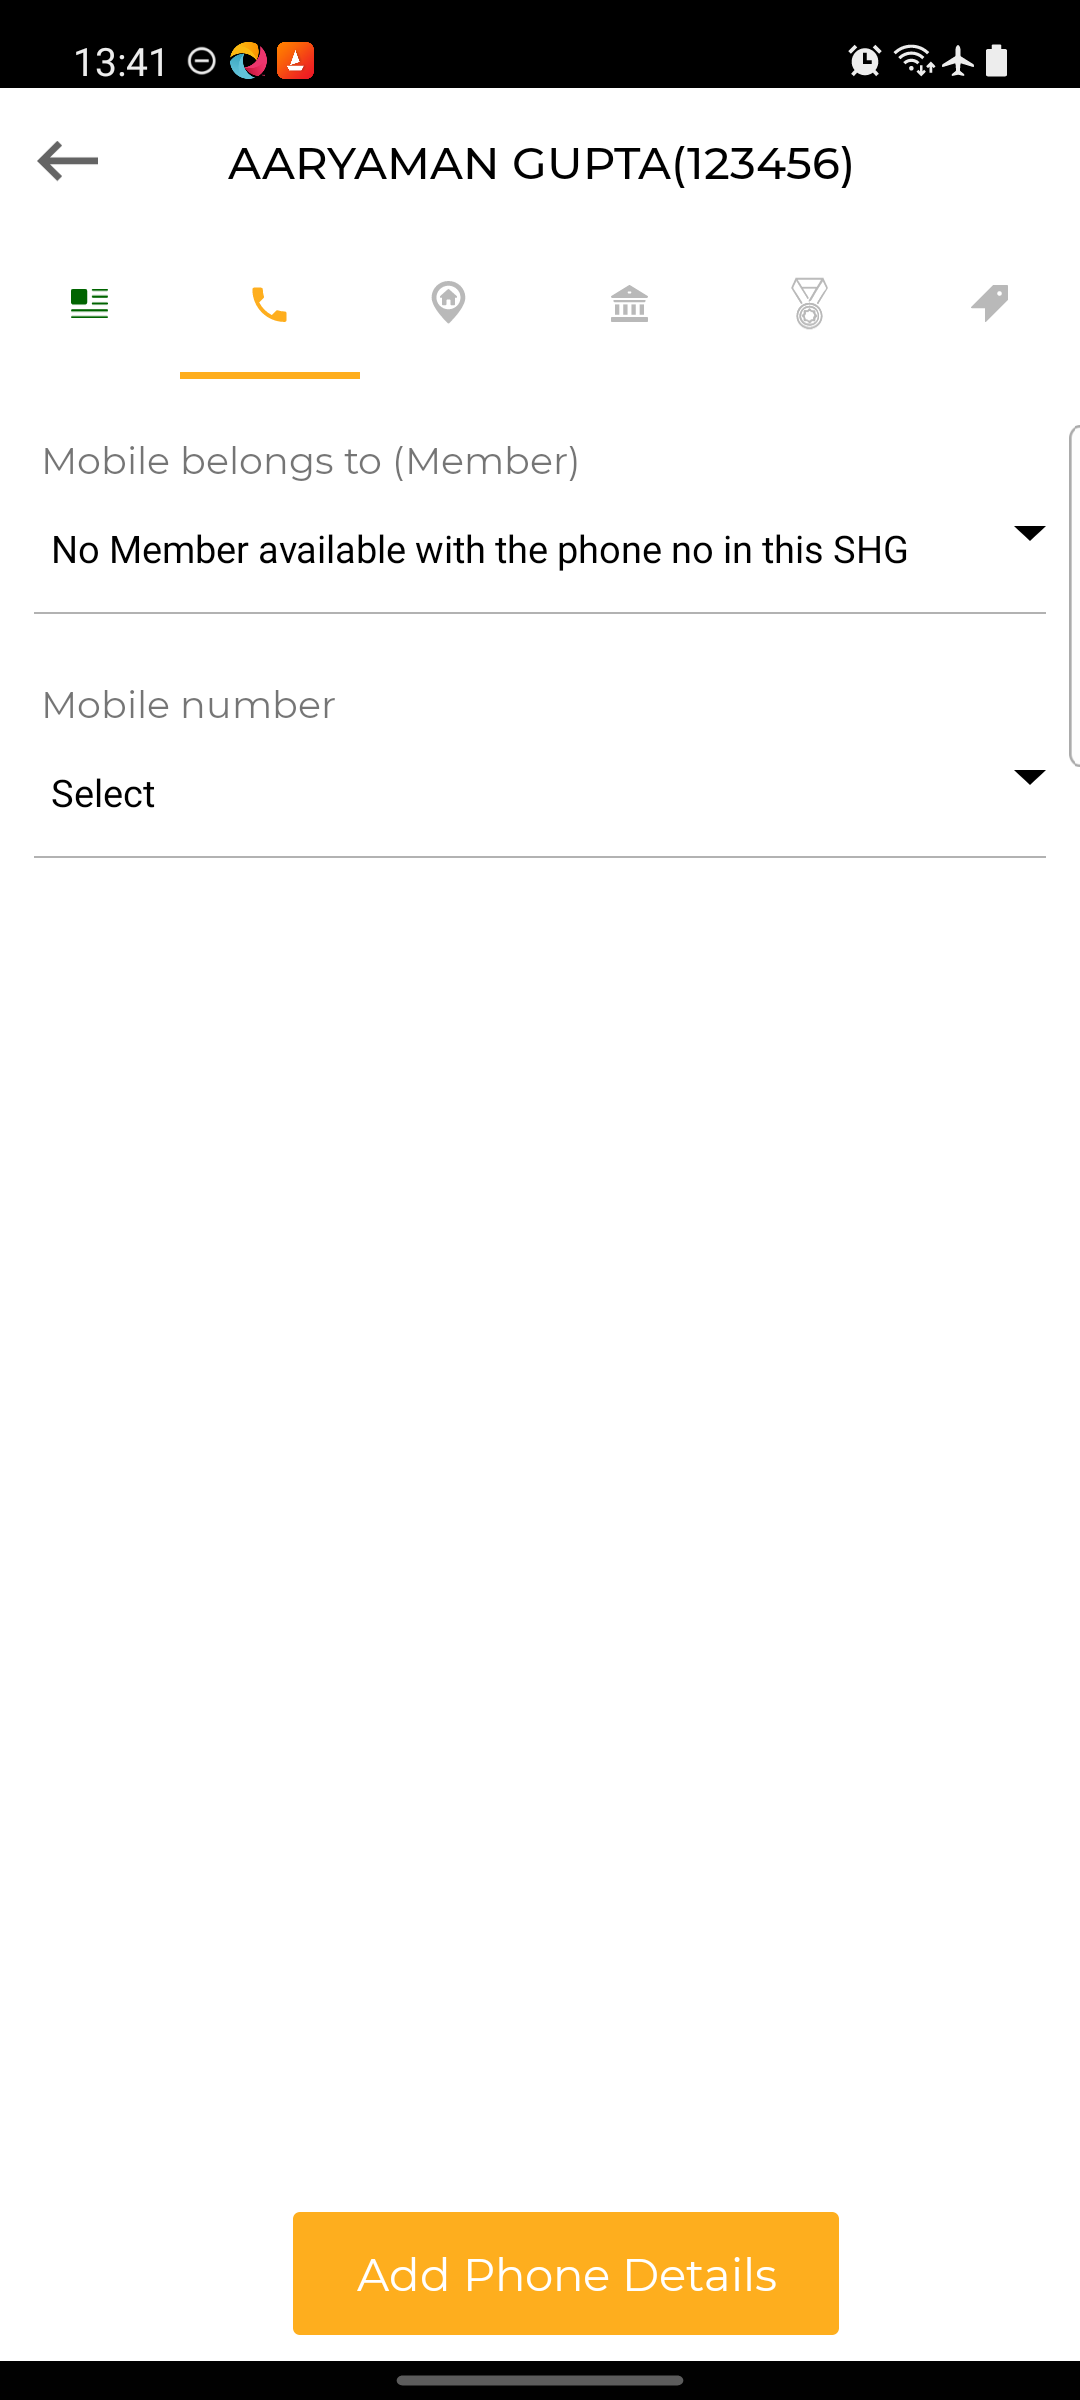 13:41
AARYAMAN GUPTA(123456)
Mobile belongs to (Member)
No Member available with the phone no in this SHG
Mobile number
Select
Add Phone Details